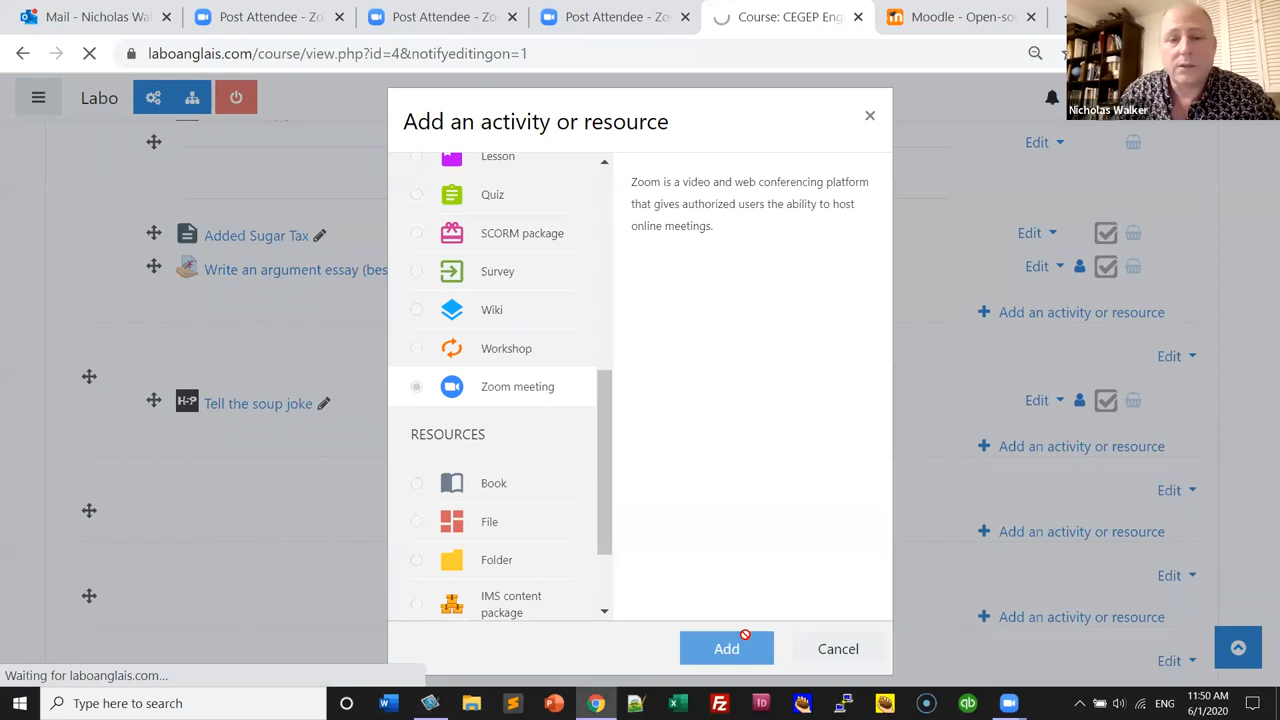 Mail - Nicholas Wa
Post Attendee - Zo
Post Attendee - Zo
Post Attendee - Zo
Course: CEGEP Eng
Moodle - Open-so
laboanglais.com/course/view.php?id=4&notifyeditingon=1
Nicholas Walker
Labo
Add an activity or resource
Edit
Lesson
Zoom is a video and web conferencing platform
that gives authorized users the ability to host
online meetings.
Quiz
SCORM package
Added Sugar Tax
Edit
Survey
Write an argument essay (bes
Edit
Wiki
Add an activity or resource
Workshop
Edit
Zoom meeting
Tell the soup joke
Edit
RESOURCES
Add an activity or resource
Book
Edit
File
Add an activity or resource
Folder
Edit
IMS content
package
Add an activity or resource
Add
Cancel
Edit
Waiting for laboanglais.com...
Type here to search
ENG
11:50 AM
6/1/2020